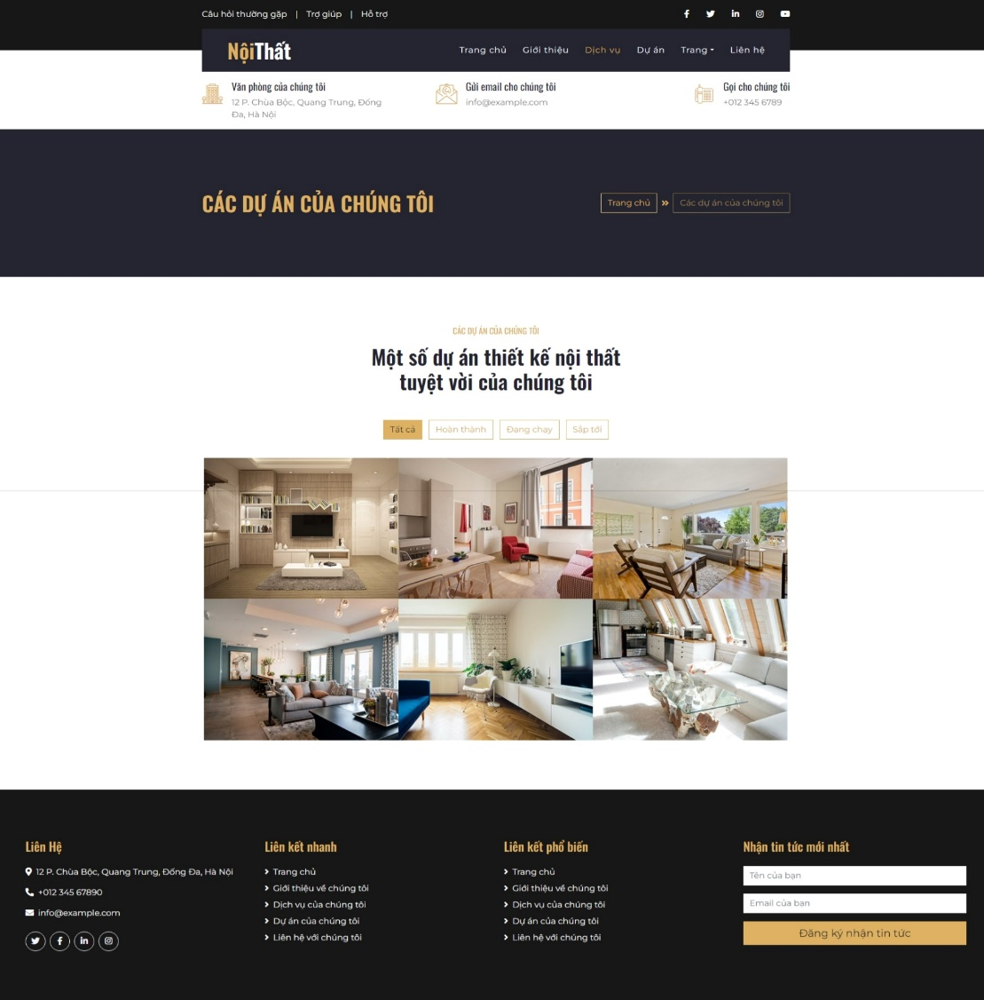 Câu hỏi thường gặp | Trợ giúp | Hỗ trợ
NộiThất
Trang chủ Giới thiệu Dịch vụ Dự án Trang Liên hệ
Văn phòng của chúng tôi
12 P. Chùa Bộc, Quang Trung, Đống
Đa, Hà Nội
Gửi email cho chúng tôi
info@example.com
Gọi cho chúng tôi
+012 345 6789
CÁC DỰ ÁN CỦA CHÚNG TÔI
Trang chủ » Các dự án của chúng tôi
CÁC DỰ ÁN CỦA CHÚNG TÔI
Một số dự án thiết kế nội thất
tuyệt vời của chúng tôi
Tất cả Hoàn thành Đang chạy Sắp tới
Liên Hệ
12 P. Chùa Bộc, Quang Trung, Đống Đa, Hà Nội
+012 345 67890
info@example.com
Liên kết nhanh
Trang chủ
Giới thiệu về chúng tôi
Dịch vụ của chúng tôi
Dự án của chúng tôi
Liên hệ với chúng tôi
Liên kết phổ biến
Trang chủ
Giới thiệu về chúng tôi
Dịch vụ của chúng tôi
Dự án của chúng tôi
Liên hệ với chúng tôi
Nhận tin tức mới nhất
Tên của bạn
Email của bạn
Đăng ký nhận tin tức